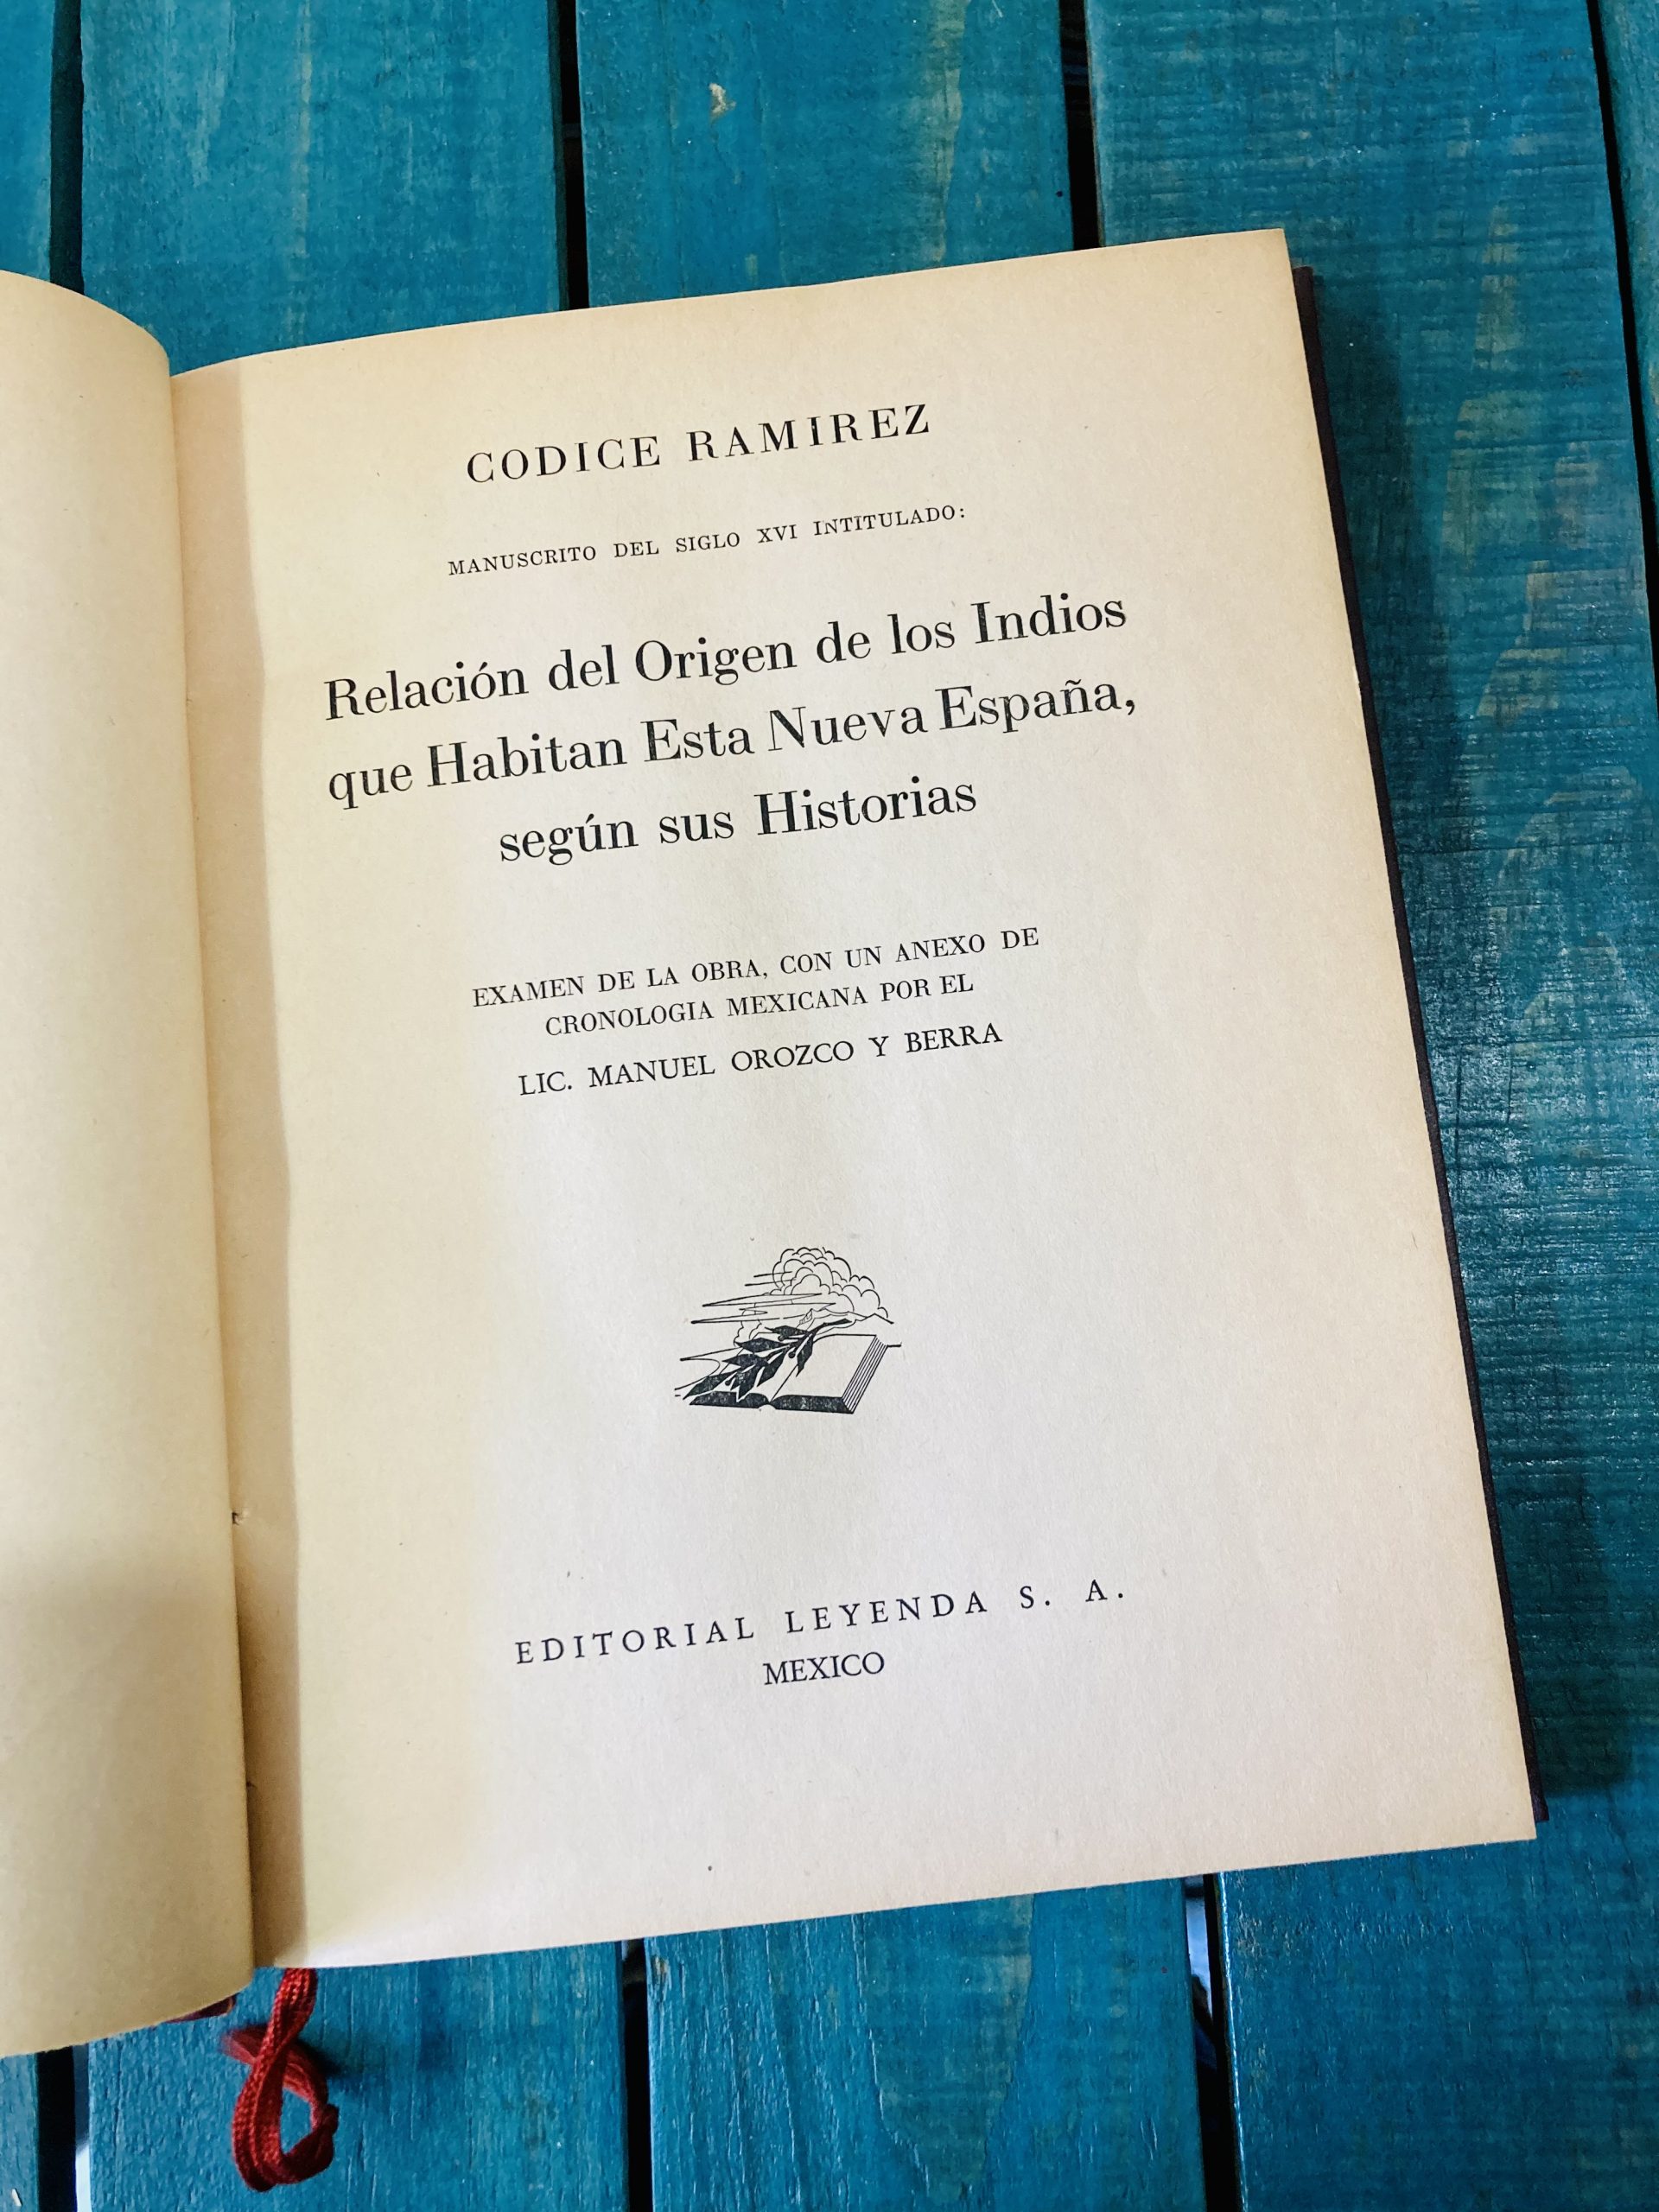 CODICE RAMIREZ
MANUSCRITO DEL SIGLO XVI INTITULADO:
Relación del Origen de los Indios
que Habitan Esta Nueva España,
según sus Historias
EXAMEN DE LA OBRA, CON UN ANEXO DE
CRONOLOGIA MEXICANA POR EL
LIC. MANUEL OROZCO Y BERRA
EDITORIAL LEYENDA S. A.
MEXICO